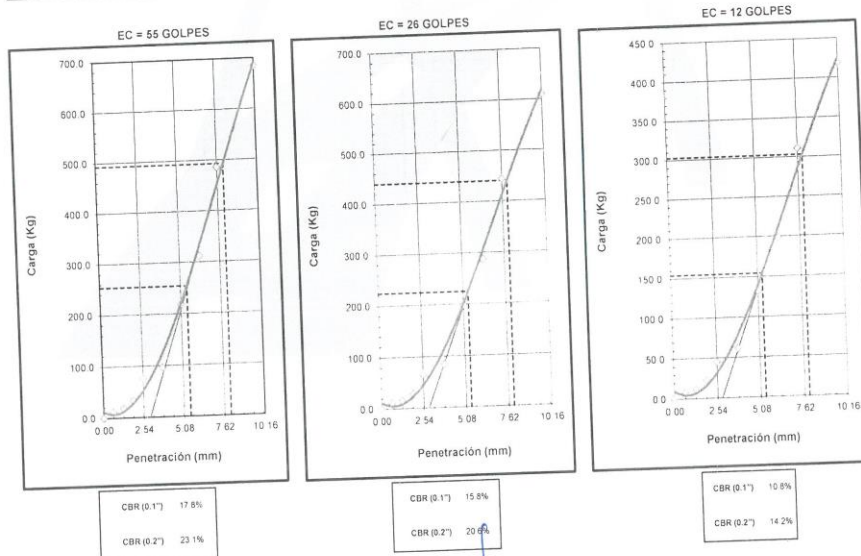 EC = 55 GOLPES
700.0
600.0
500.0
400.0
300.0
200.0
100.0
0.0
Carga (Kg)
0 00 2 54 5 08 7 62 10 16
Penetración (mm)
CBR (0.1") 17.8%
CBR (0.2") 23.1%
EC = 26 GOLPES
700.0
600.0
500.0
400.0
300.0
200.0
100.0
0.0
Carga (Kg)
0 00 2 54 5 08 7 62 10 16
Penetración (mm)
CBR (0.1") 15.8%
CBR (0.2")
EC = 12 GOLPES
450.0
400.0
350.0
300.0
250.0
200.0
150.0
100.0
50.0
0.0
Carga (Kg)
0 00 2 54 5 08 7 62 10 16
Penetración (mm)
CBR (0.1") 10.8%
CBR (0.2") 14.2%